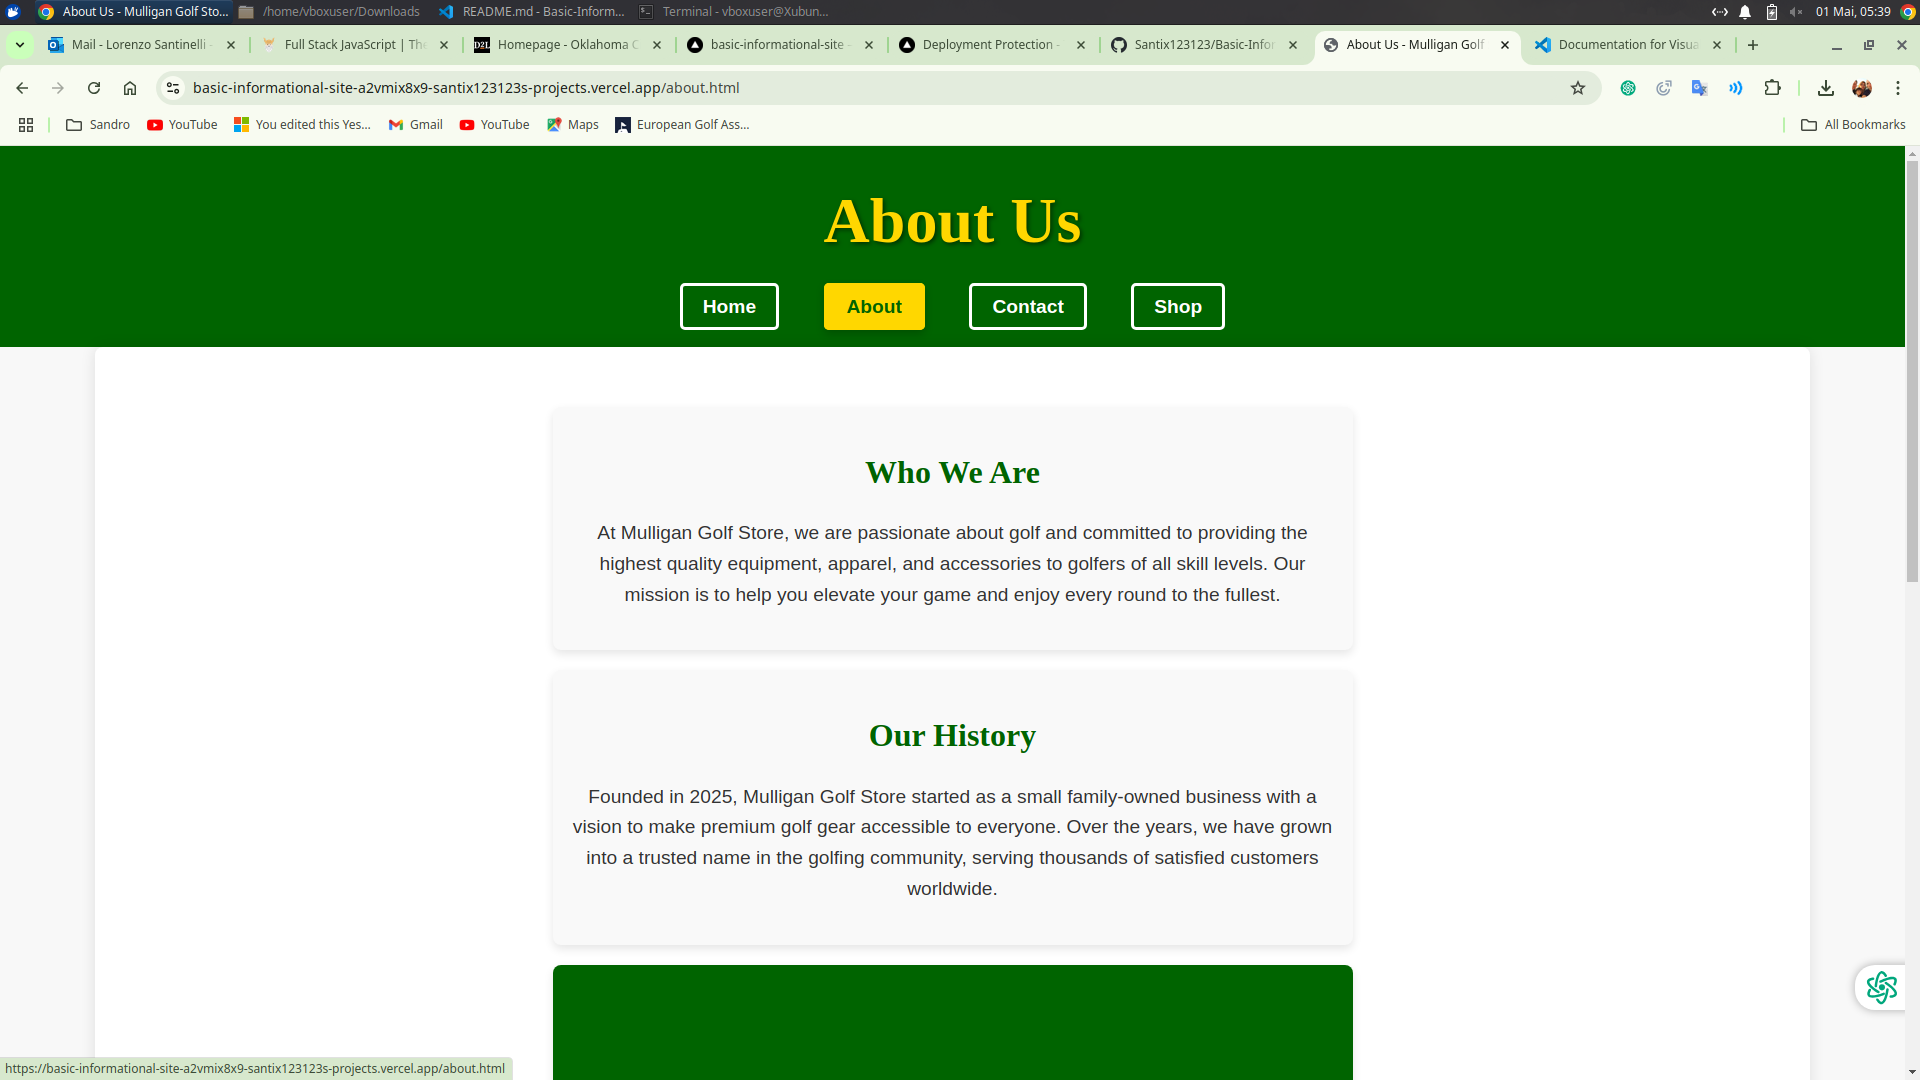 About Us - Mulligan Golf Sto...
/home/vboxuser/Downloads
README.md - Basic-Inform...
Terminal - vboxuser@Xubun...
01 Mai, 05:39
Mail - Lorenzo Santinelli -
Full Stack JavaScript | The
D2L
Homepage - Oklahoma C
basic-informational-site -
Deployment Protection -
Santix123123/Basic-Infor
About Us - Mulligan Golf
Documentation for Visua
basic-informational-site-a2vmix8x9-santix123123s-projects.vercel.app/about.html
Sandro
YouTube
You edited this Yes...
Gmail
YouTube
Maps
European Golf Ass...
All Bookmarks
About Us
Home
About
Contact
Shop
Who We Are
At Mulligan Golf Store, we are passionate about golf and committed to providing the
highest quality equipment, apparel, and accessories to golfers of all skill levels. Our
mission is to help you elevate your game and enjoy every round to the fullest.
Our History
Founded in 2025, Mulligan Golf Store started as a small family-owned business with a
vision to make premium golf gear accessible to everyone. Over the years, we have grown
into a trusted name in the golfing community, serving thousands of satisfied customers
worldwide.
https://basic-informational-site-a2vmix8x9-santix123123s-projects.vercel.app/about.html